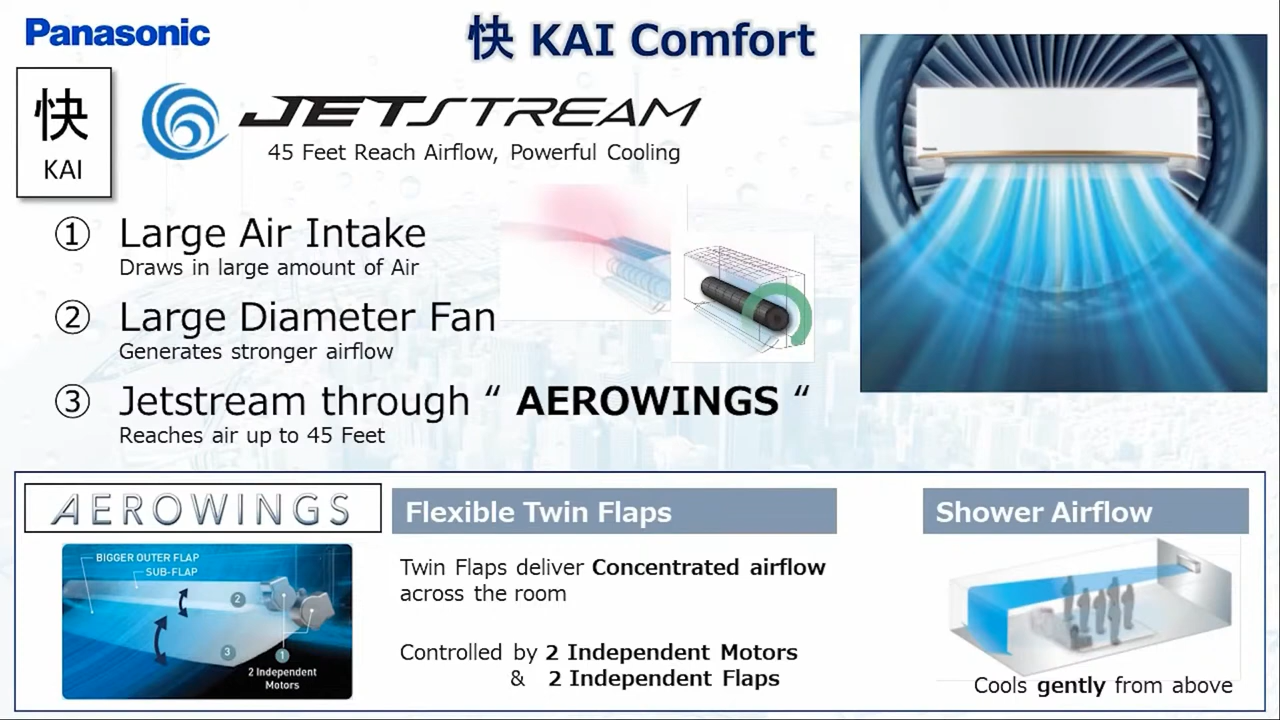 Panasonic
快 KAI Comfort
快
KAI
JETSTREAM
45 Feet Reach Airflow, Powerful Cooling
① Large Air Intake
Draws in large amount of Air
② Large Diameter Fan
Generates stronger airflow
③ Jetstream through “ AEROWINGS “
Reaches air up to 45 Feet
Panasonic
AEROWINGS
BIGGER OUTER FLAP
SUB-FLAP
2
3
1
2 Independent
Motors
Flexible Twin Flaps
Twin Flaps deliver Concentrated airflow
across the room
Controlled by 2 Independent Motors
& 2 Independent Flaps
Shower Airflow
Cools gently from above